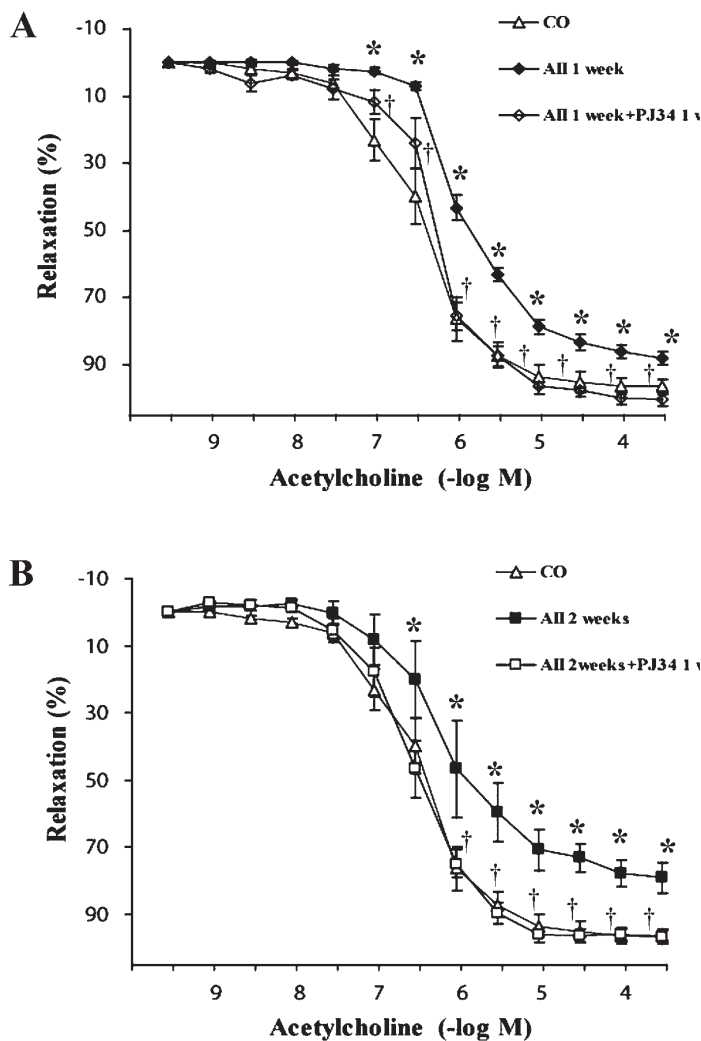 A
CO
AII 1 week
AII 1 week+PJ34 1
-10
10
30
50
70
90
Relaxation (%)
* * * * * * * * *
† † † † † † † †
9 8 7 6 5 4
Acetylcholine (-log M)
B
CO
AII 2 weeks
AII 2weeks+PJ34 1
-10
10
30
50
70
90
Relaxation (%)
* * * * * * * *
† † † † † †
9 8 7 6 5 4
Acetylcholine (-log M)